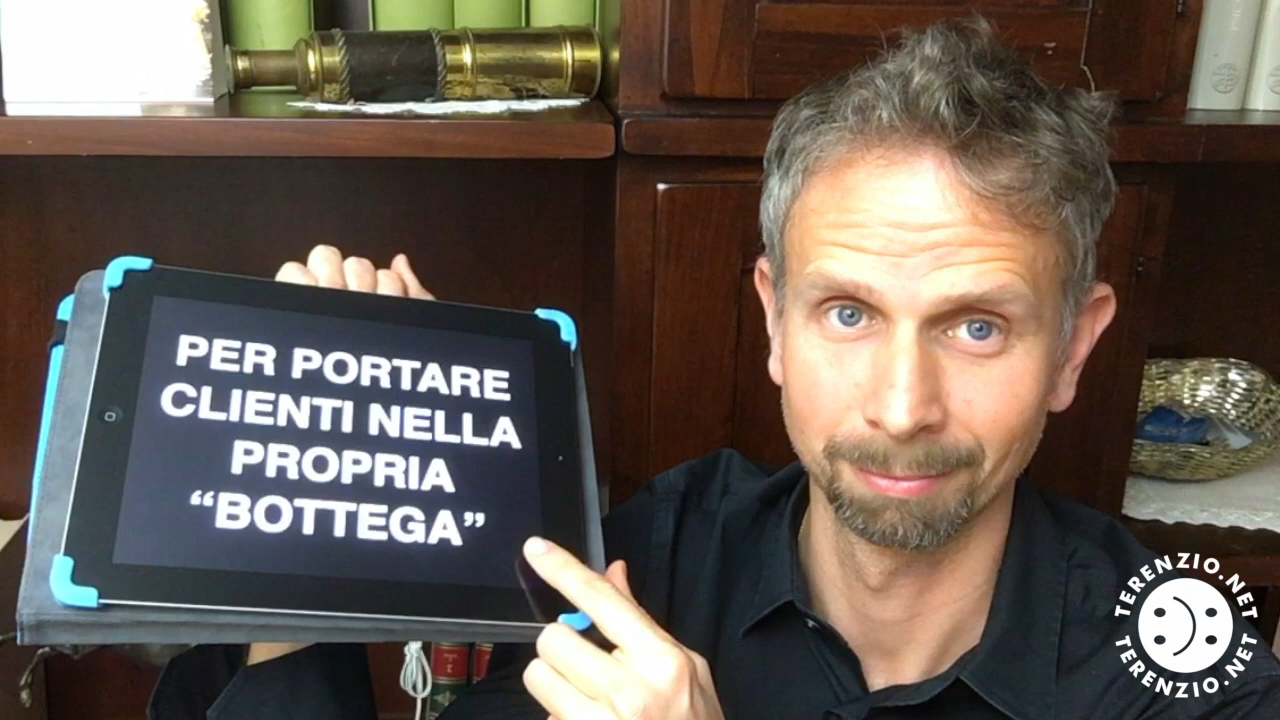 PER PORTARE
CLIENTI NELLA
PROPRIA
“BOTTEGA”
TERENZIO.NET
TERENZIO.NET